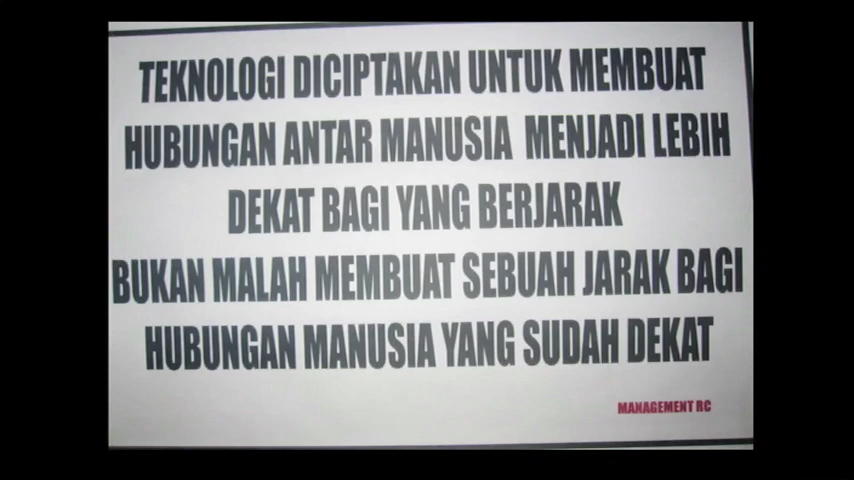 TEKNOLOGI DICIPTAKAN UNTUK MEMBUAT
HUBUNGAN ANTAR MANUSIA MENJADI LEBIH
DEKAT BAGI YANG BERJARAK
BUKAN MALAH MEMBUAT SEBUAH JARAK BAGI
HUBUNGAN MANUSIA YANG SUDAH DEKAT
MANAGEMENT RC